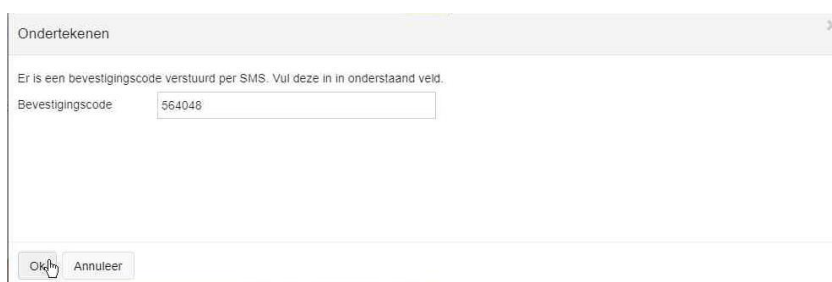 Ondertekenen
Er is een bevestigingscode verstuurd per SMS. Vul deze in in onderstaand veld.
Bevestigingscode 564048
Ok Annuleer